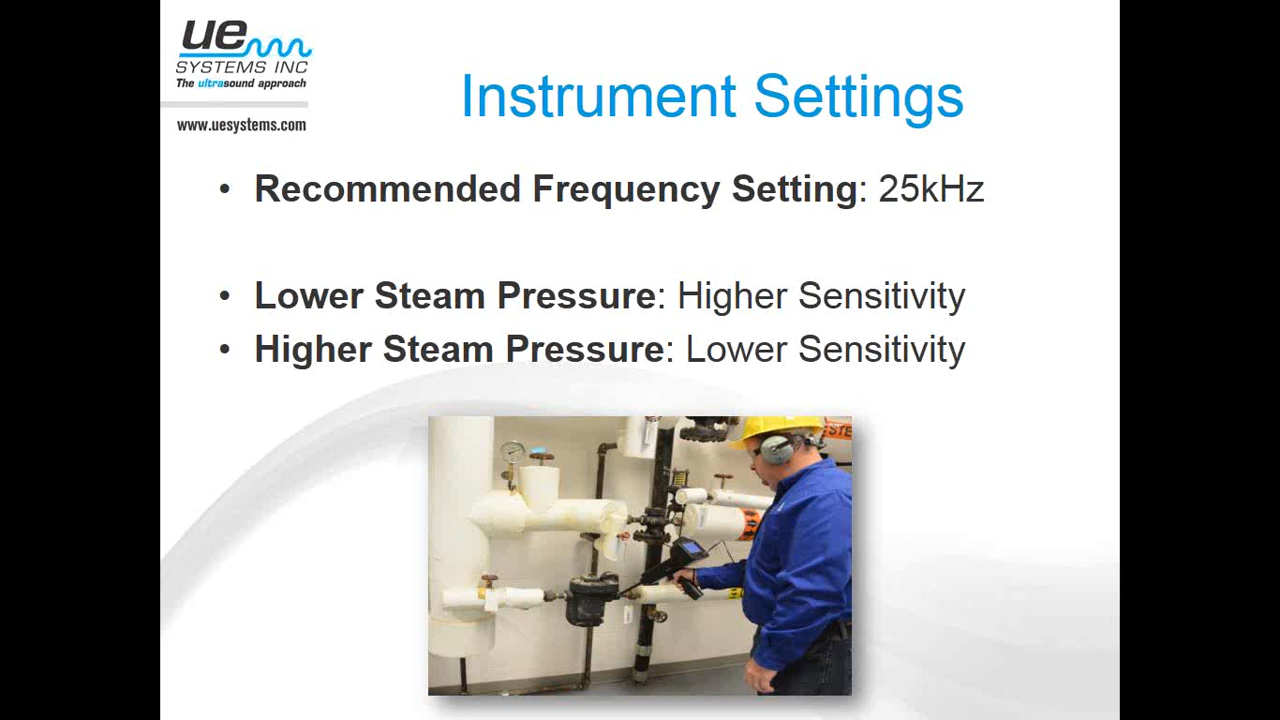 ue
SYSTEMS INC
The ultrasound approach
www.uesystems.com
Instrument Settings
• Recommended Frequency Setting: 25kHz
• Lower Steam Pressure: Higher Sensitivity
• Higher Steam Pressure: Lower Sensitivity